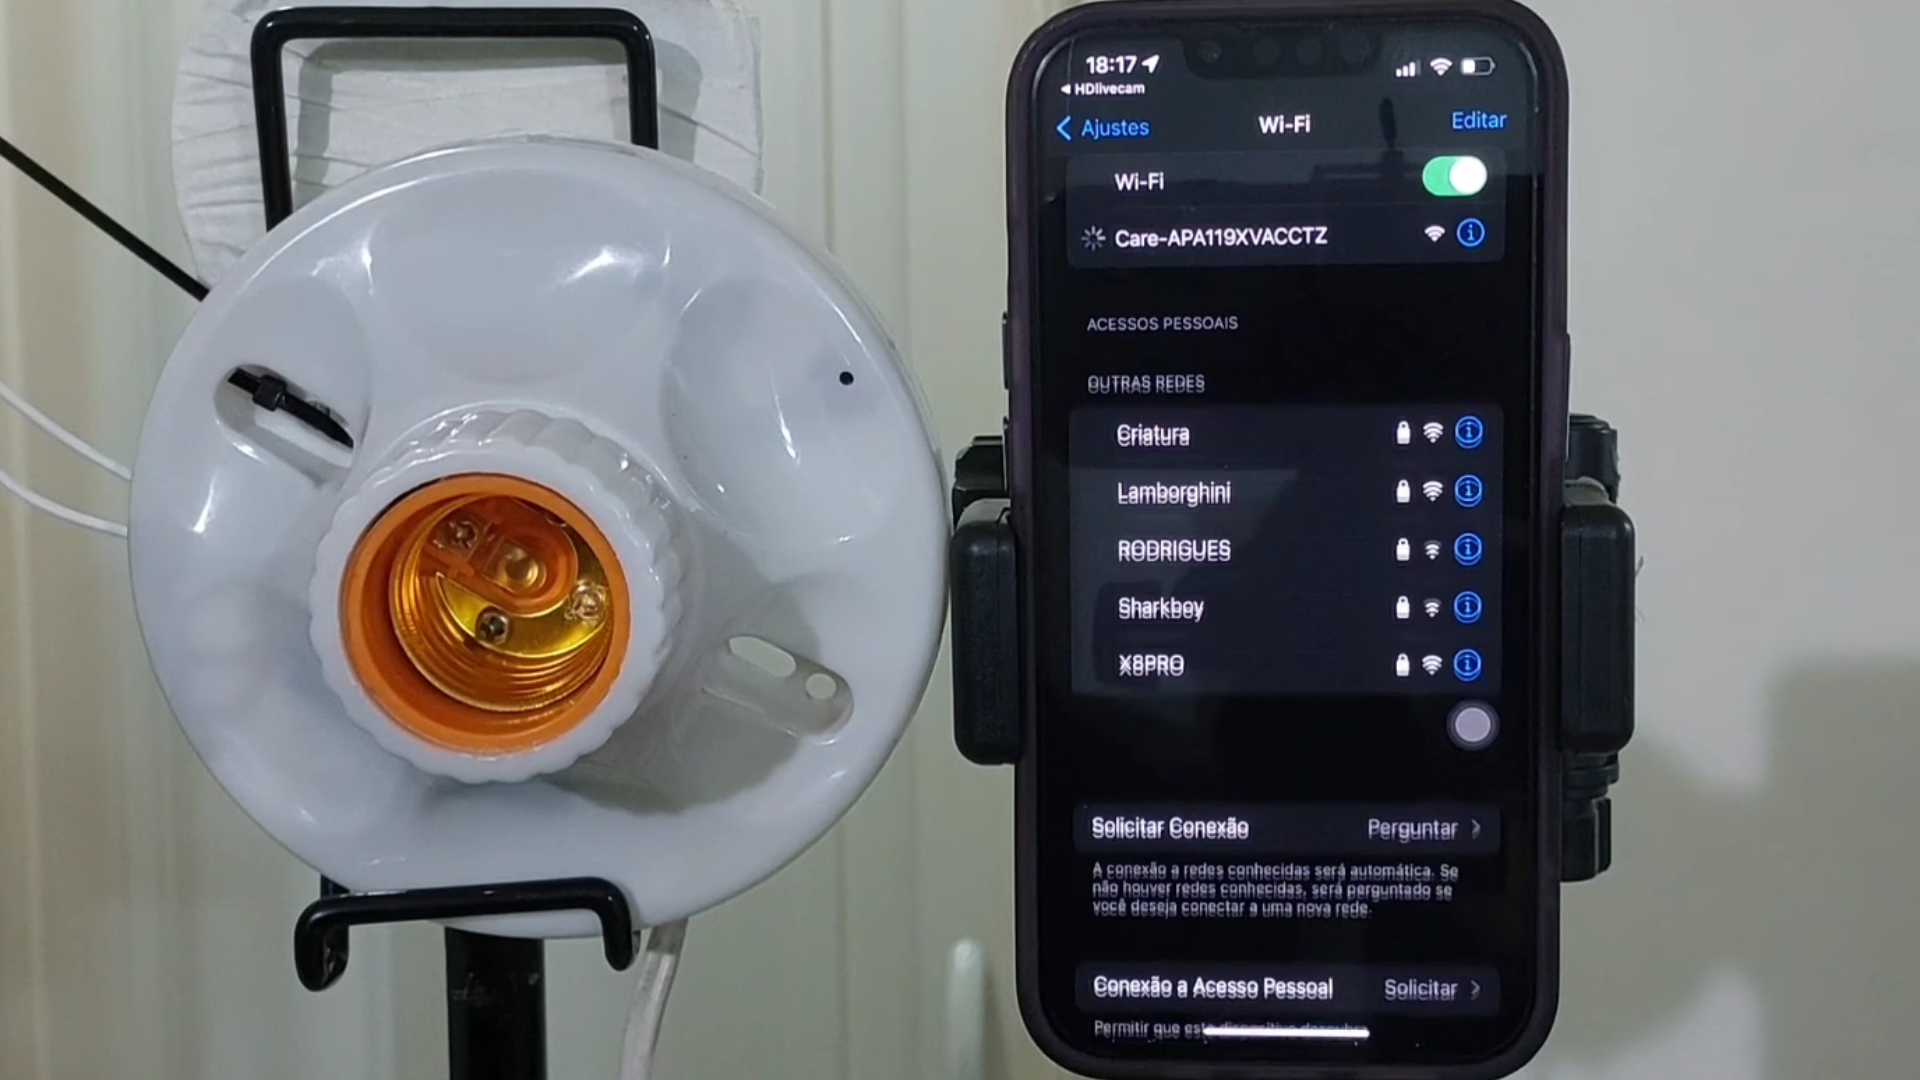 18:17
HDlivecam
Ajustes
Wi-Fi
Editar
Wi-Fi
Care-APA119XVACCTZ
ACESSOS PESSOAIS
OUTRAS REDES
Criatura
Lamborghini
RODRIGUES
Sharkboy
X8PRO
Solicitar Conexão Perguntar
A conexão a redes conhecidas será automática. Se
não houver redes conhecidas, será perguntado se
você deseja conectar a uma nova rede.
Conexão a Acesso Pessoal Solicitar
Permitir que este dispositivo